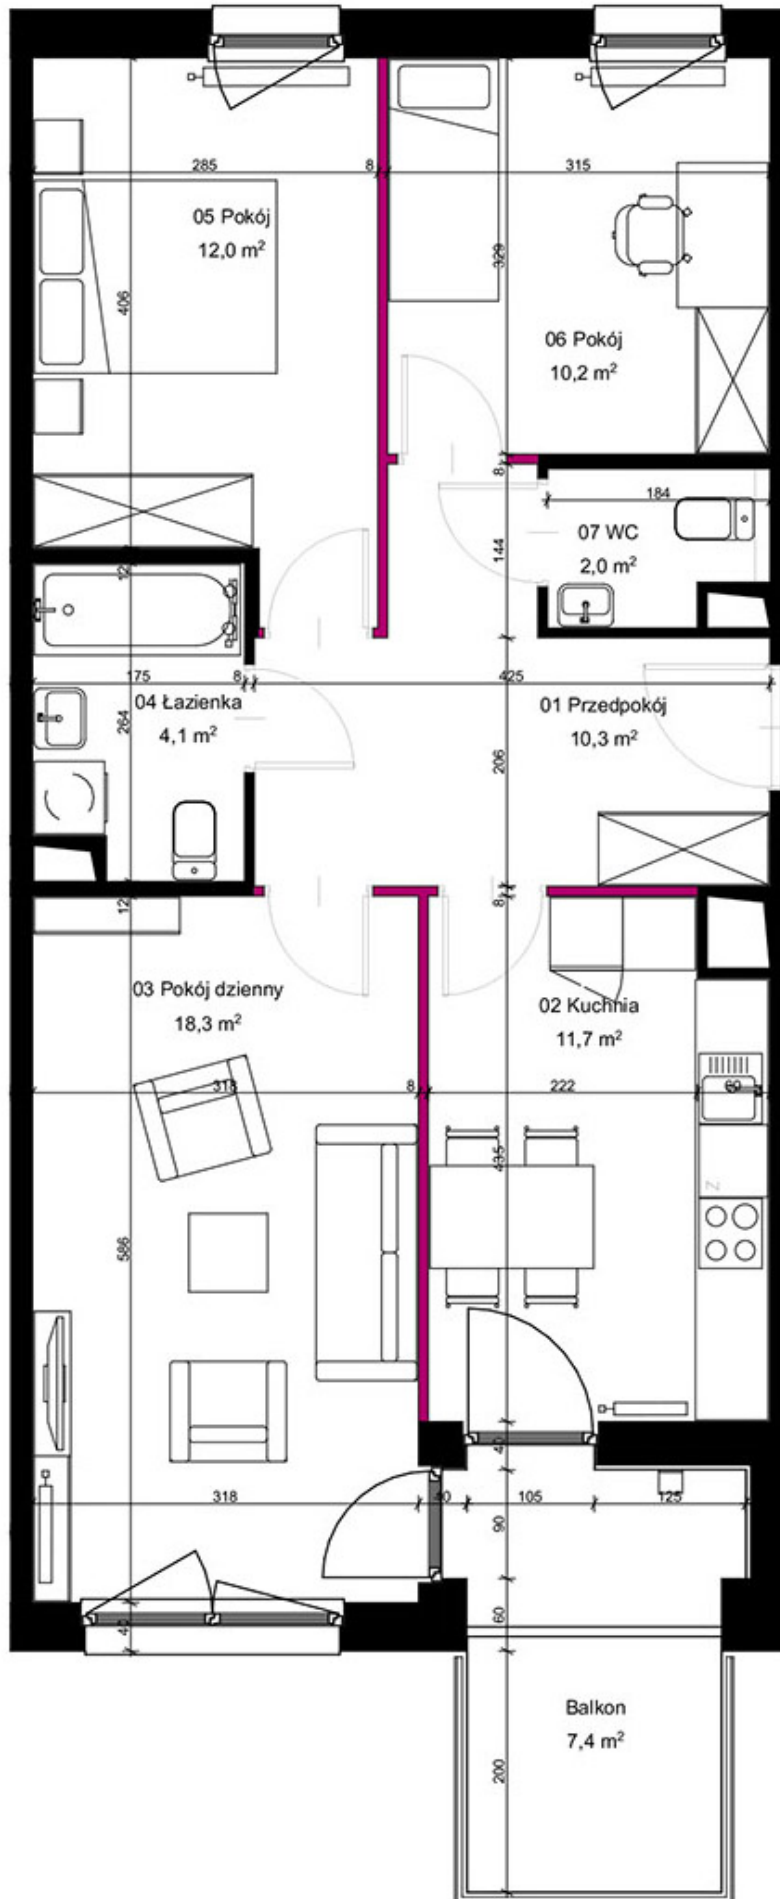 285
8
315
05 Pokój
12,0 m²
329
406
06 Pokój
10,2 m²
8
184
144
07 WC
2,0 m²
12
175
8
425
04 Łazienka
4,1 m²
264
01 Przedpokój
10,3 m²
206
12
8
03 Pokój dzienny
18,3 m²
02 Kuchnia
11,7 m²
318
8
222
60
435
Z
586
40
318
40
105
125
90
60
40
Balkon
7,4 m²
200